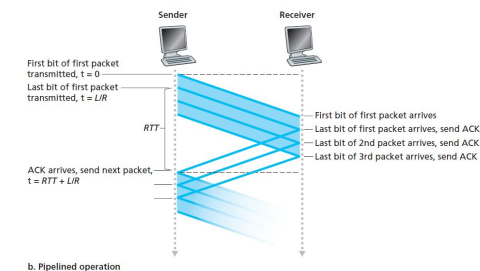 Sender
Receiver
First bit of first packet
transmitted, t = 0
Last bit of first packet
transmitted, t = L/R
RTT
First bit of first packet arrives
Last bit of first packet arrives, send ACK
Last bit of 2nd packet arrives, send ACK
Last bit of 3rd packet arrives, send ACK
ACK arrives, send next packet,
t = RTT + L/R
b. Pipelined operation